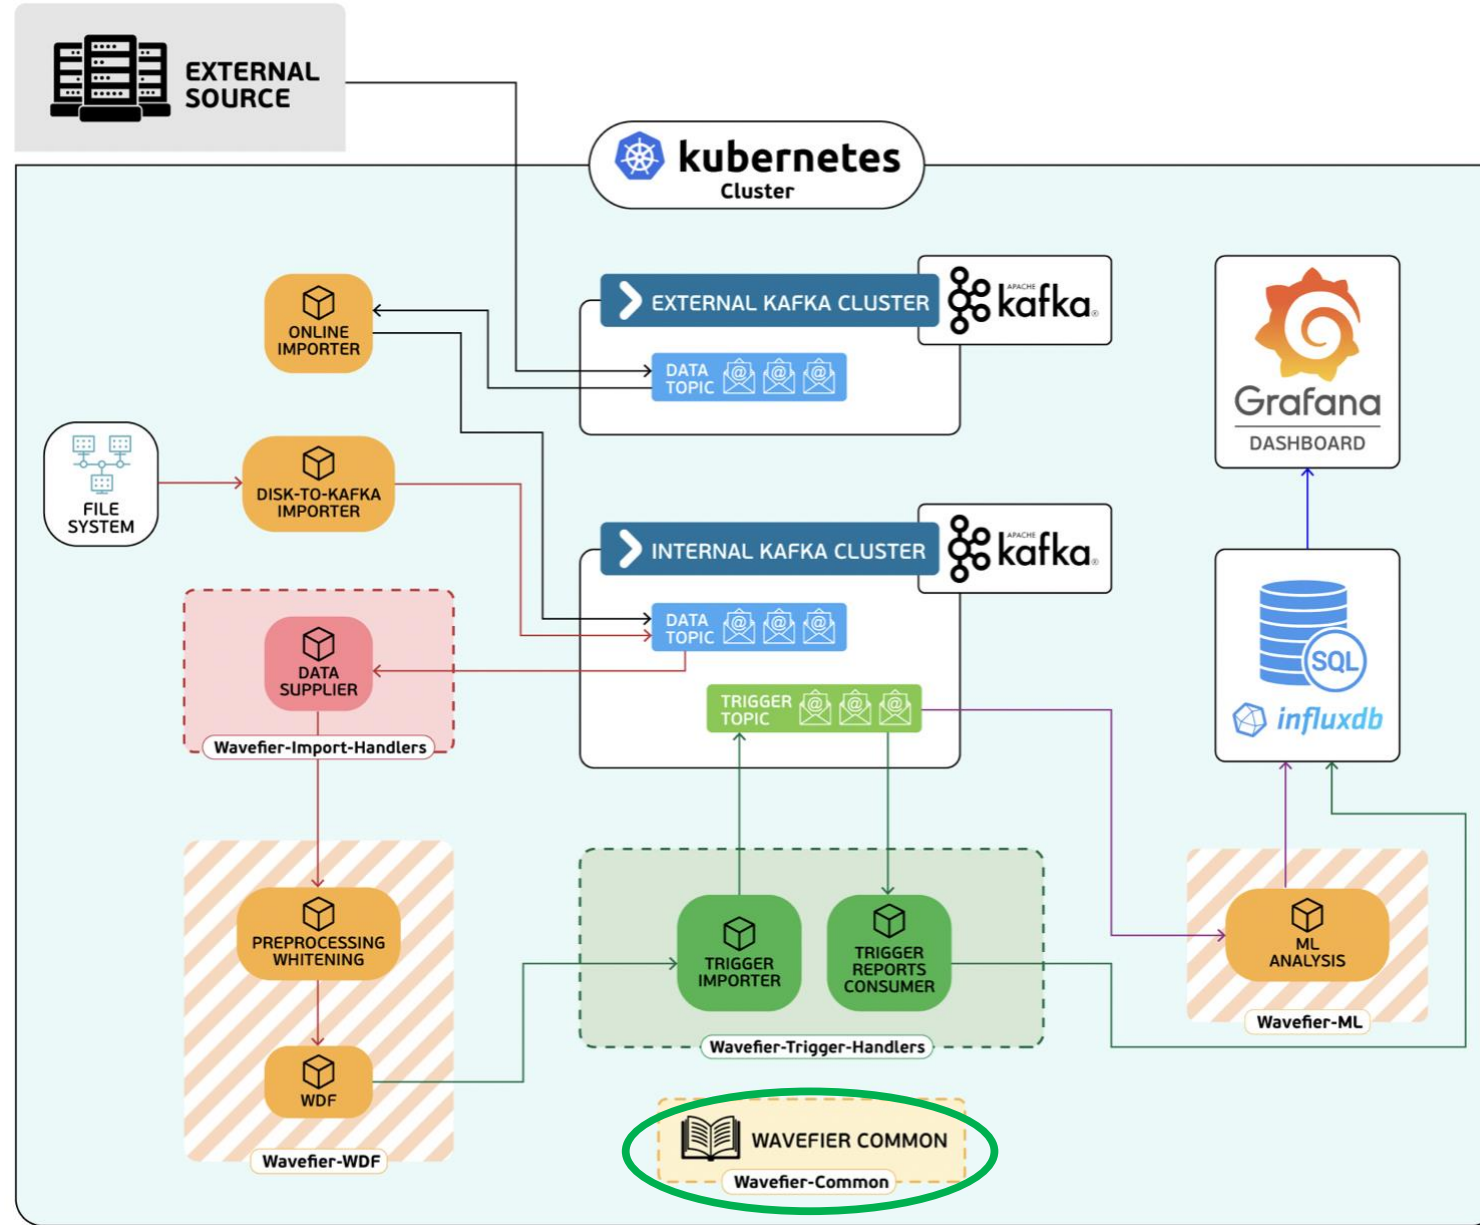 EXTERNAL
SOURCE
kubernetes
Cluster
ONLINE
IMPORTER
EXTERNAL KAFKA CLUSTER
APACHE
kafka®
DATA
TOPIC
Grafana
DASHBOARD
FILE
SYSTEM
DISK-TO-KAFKA
IMPORTER
INTERNAL KAFKA CLUSTER
APACHE
kafka®
DATA
TOPIC
DATA
SUPPLIER
Wavefier-Import-Handlers
TRIGGER
TOPIC
SQL
influxdb
PREPROCESSING
WHITENING
WDF
Wavefier-WDF
TRIGGER
IMPORTER
TRIGGER
REPORTS
CONSUMER
Wavefier-Trigger-Handlers
ML
ANALYSIS
Wavefier-ML
WAVEFIER COMMON
Wavefier-Common